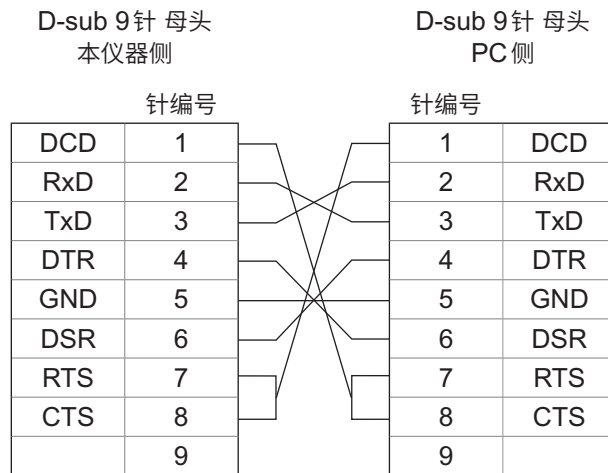 D-sub 9针 母头
本仪器侧
D-sub 9针 母头
PC侧
针编号
针编号
DCD 1 1 DCD
RxD 2 2 RxD
TxD 3 3 TxD
DTR 4 4 DTR
GND 5 5 GND
DSR 6 6 DSR
RTS 7 7 RTS
CTS 8 8 CTS
9 9